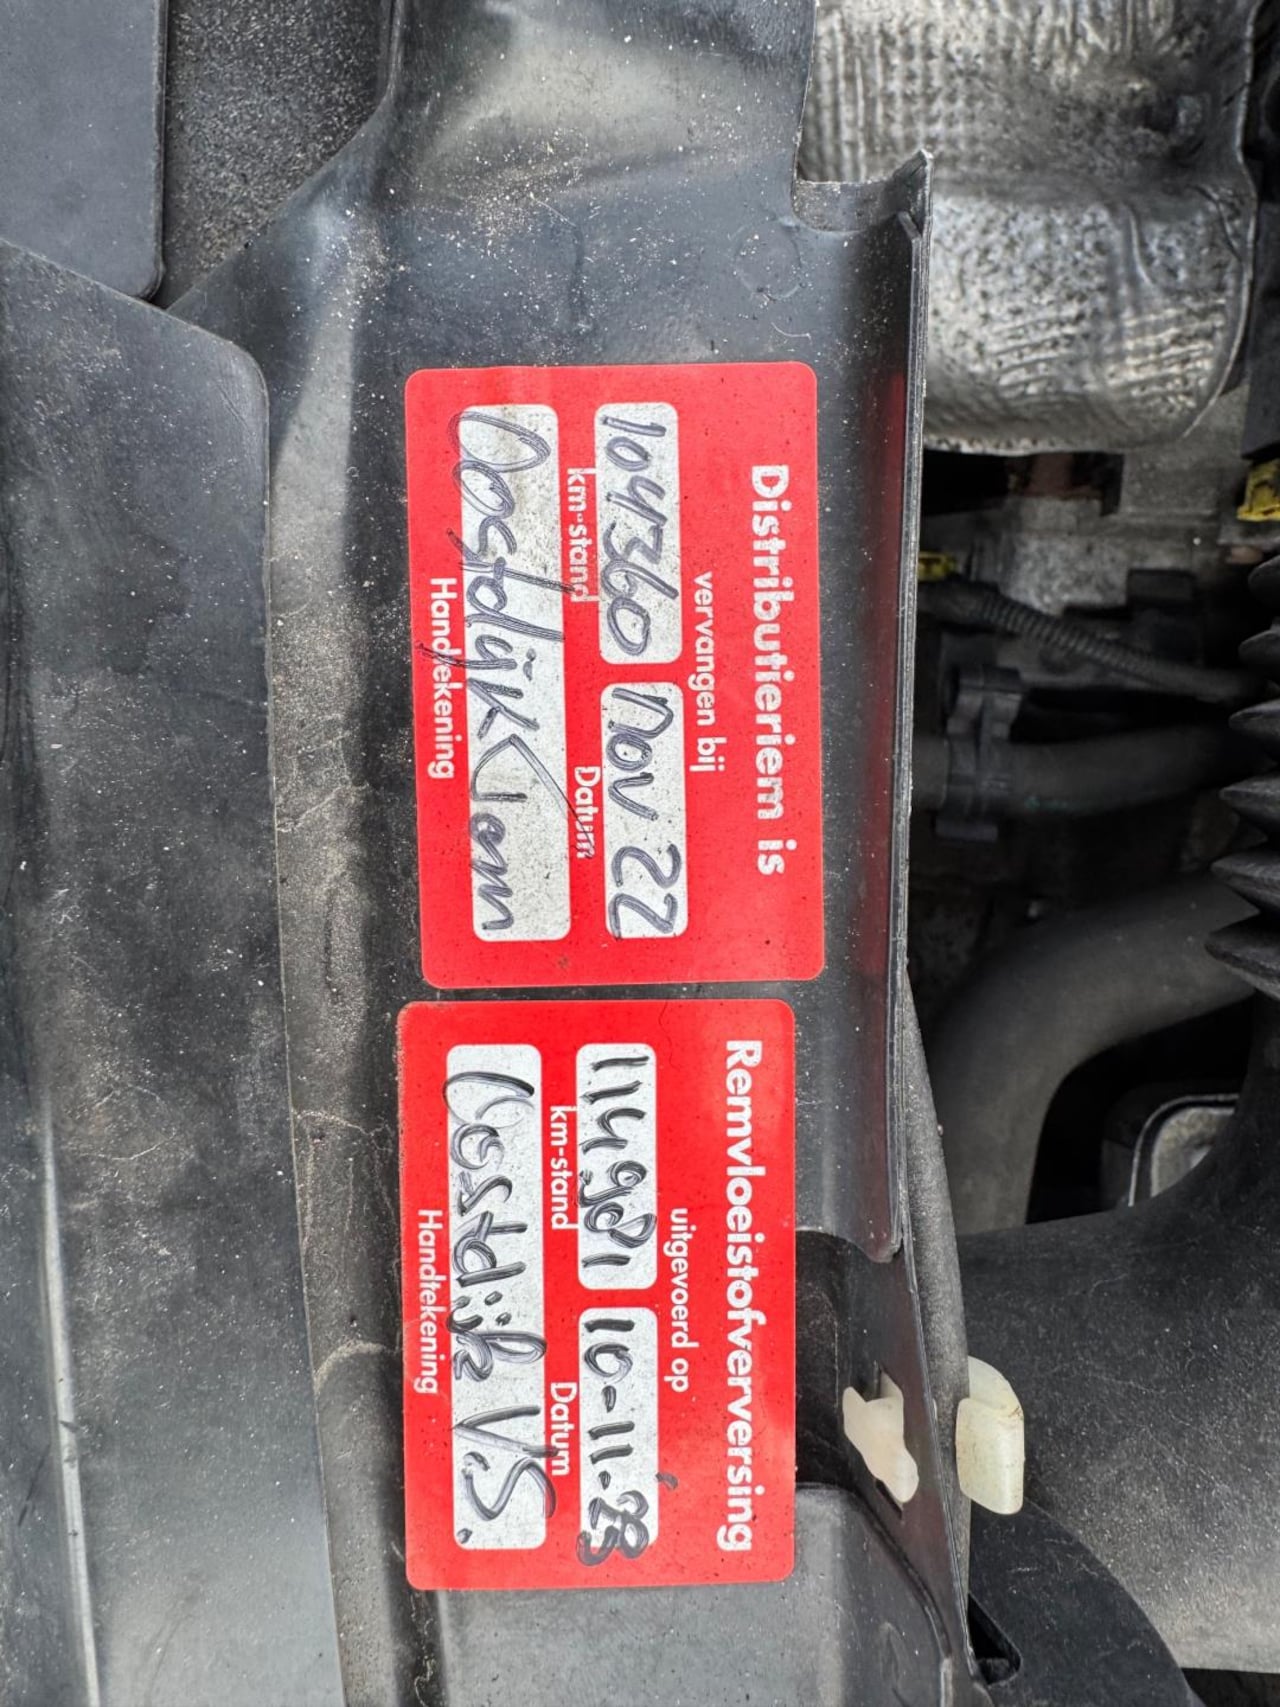 Distributieriem is
vervangen bij
104360 nov 22
km-stand Datum
Oostdijk
Handtekening
Remvloeistofverversing
uitgevoerd op
114981 10-11-23
km-stand Datum
Oostdijk V.S.
Handtekening